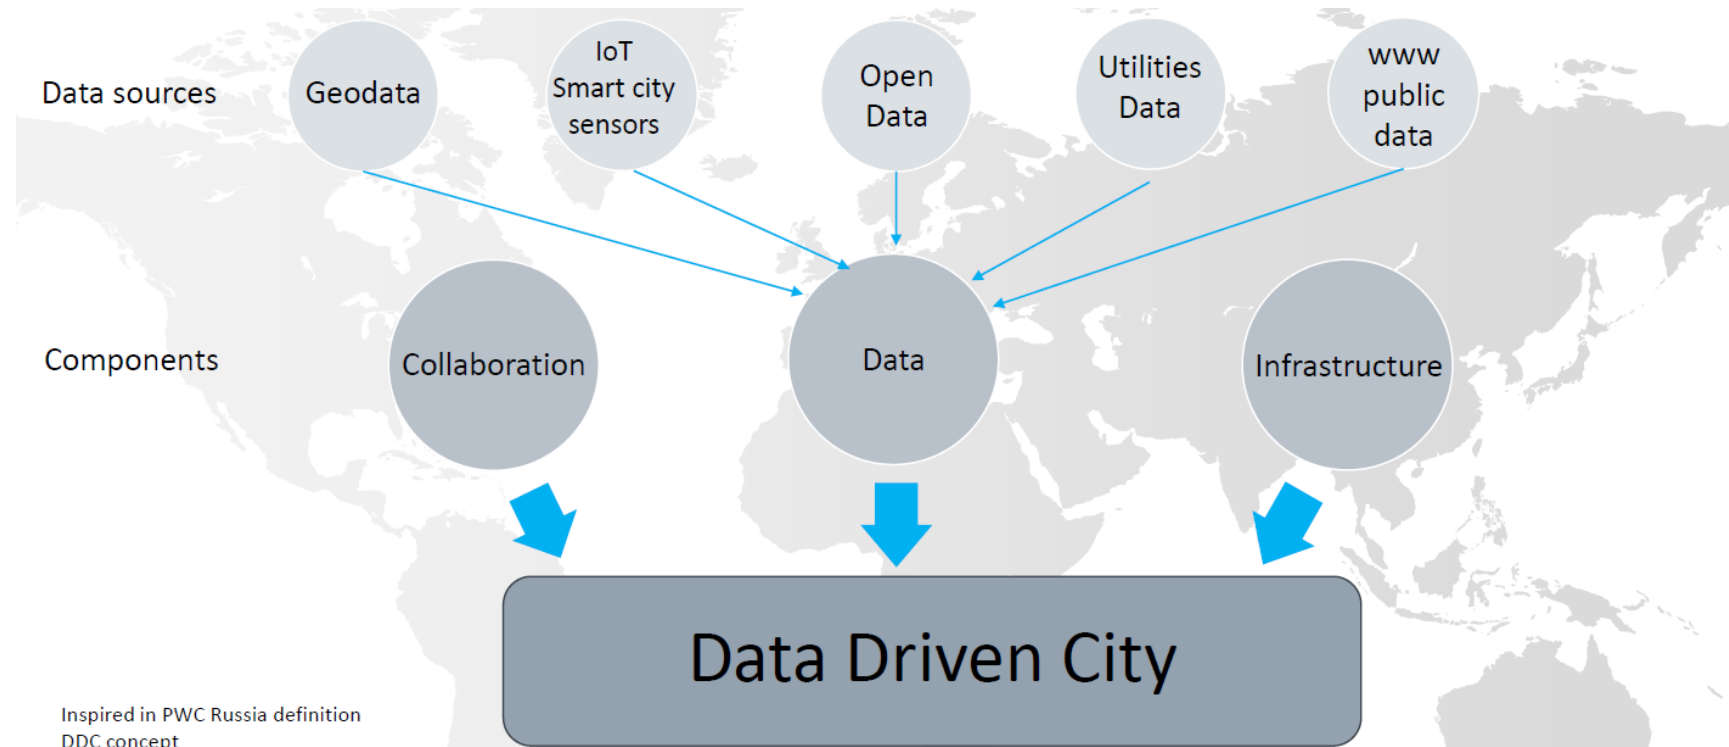 Data sources
Geodata
IoT
Smart city
sensors
Open
Data
Utilities
Data
www
public
data
Components
Collaboration
Data
Infrastructure
Data Driven City
Inspired in PWC Russia definition
DDC concept